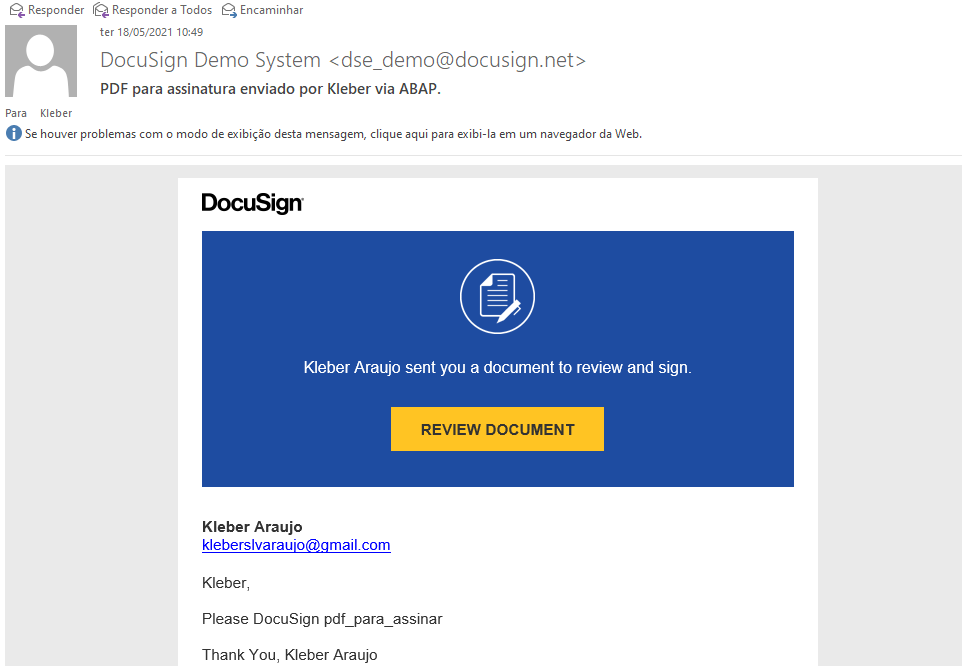 Responder Responder a Todos Encaminhar
ter 18/05/2021 10:49
DocuSign Demo System <dse_demo@docusign.net>
PDF para assinatura enviado por Kleber via ABAP.
Para Kleber
Se houver problemas com o modo de exibição desta mensagem, clique aqui para exibi-la em um navegador da Web.
DocuSign
Kleber Araujo sent you a document to review and sign.
REVIEW DOCUMENT
Kleber Araujo
kleberslvaraujo@gmail.com
Kleber,
Please DocuSign pdf_para_assinar
Thank You, Kleber Araujo